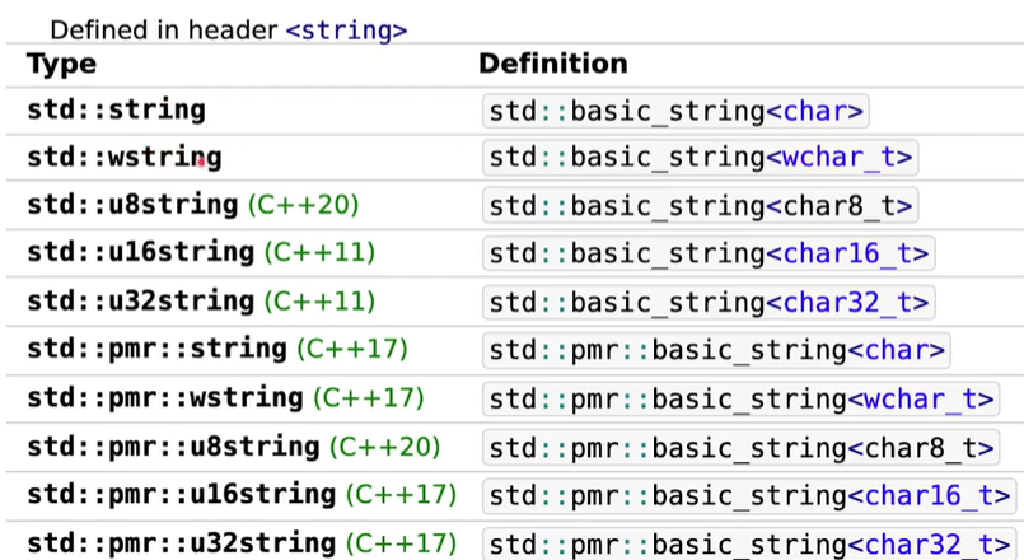 Defined in header <string>
Type Definition
std::string std::basic_string<char>
std::wstring std::basic_string<wchar_t>
std::u8string (C++20) std::basic_string<char8_t>
std::u16string (C++11) std::basic_string<char16_t>
std::u32string (C++11) std::basic_string<char32_t>
std::pmr::string (C++17) std::pmr::basic_string<char>
std::pmr::wstring (C++17) std::pmr::basic_string<wchar_t>
std::pmr::u8string (C++20) std::pmr::basic_string<char8_t>
std::pmr::u16string (C++17) std::pmr::basic_string<char16_t>
std::pmr::u32string (C++17) std::pmr::basic_string<char32_t>